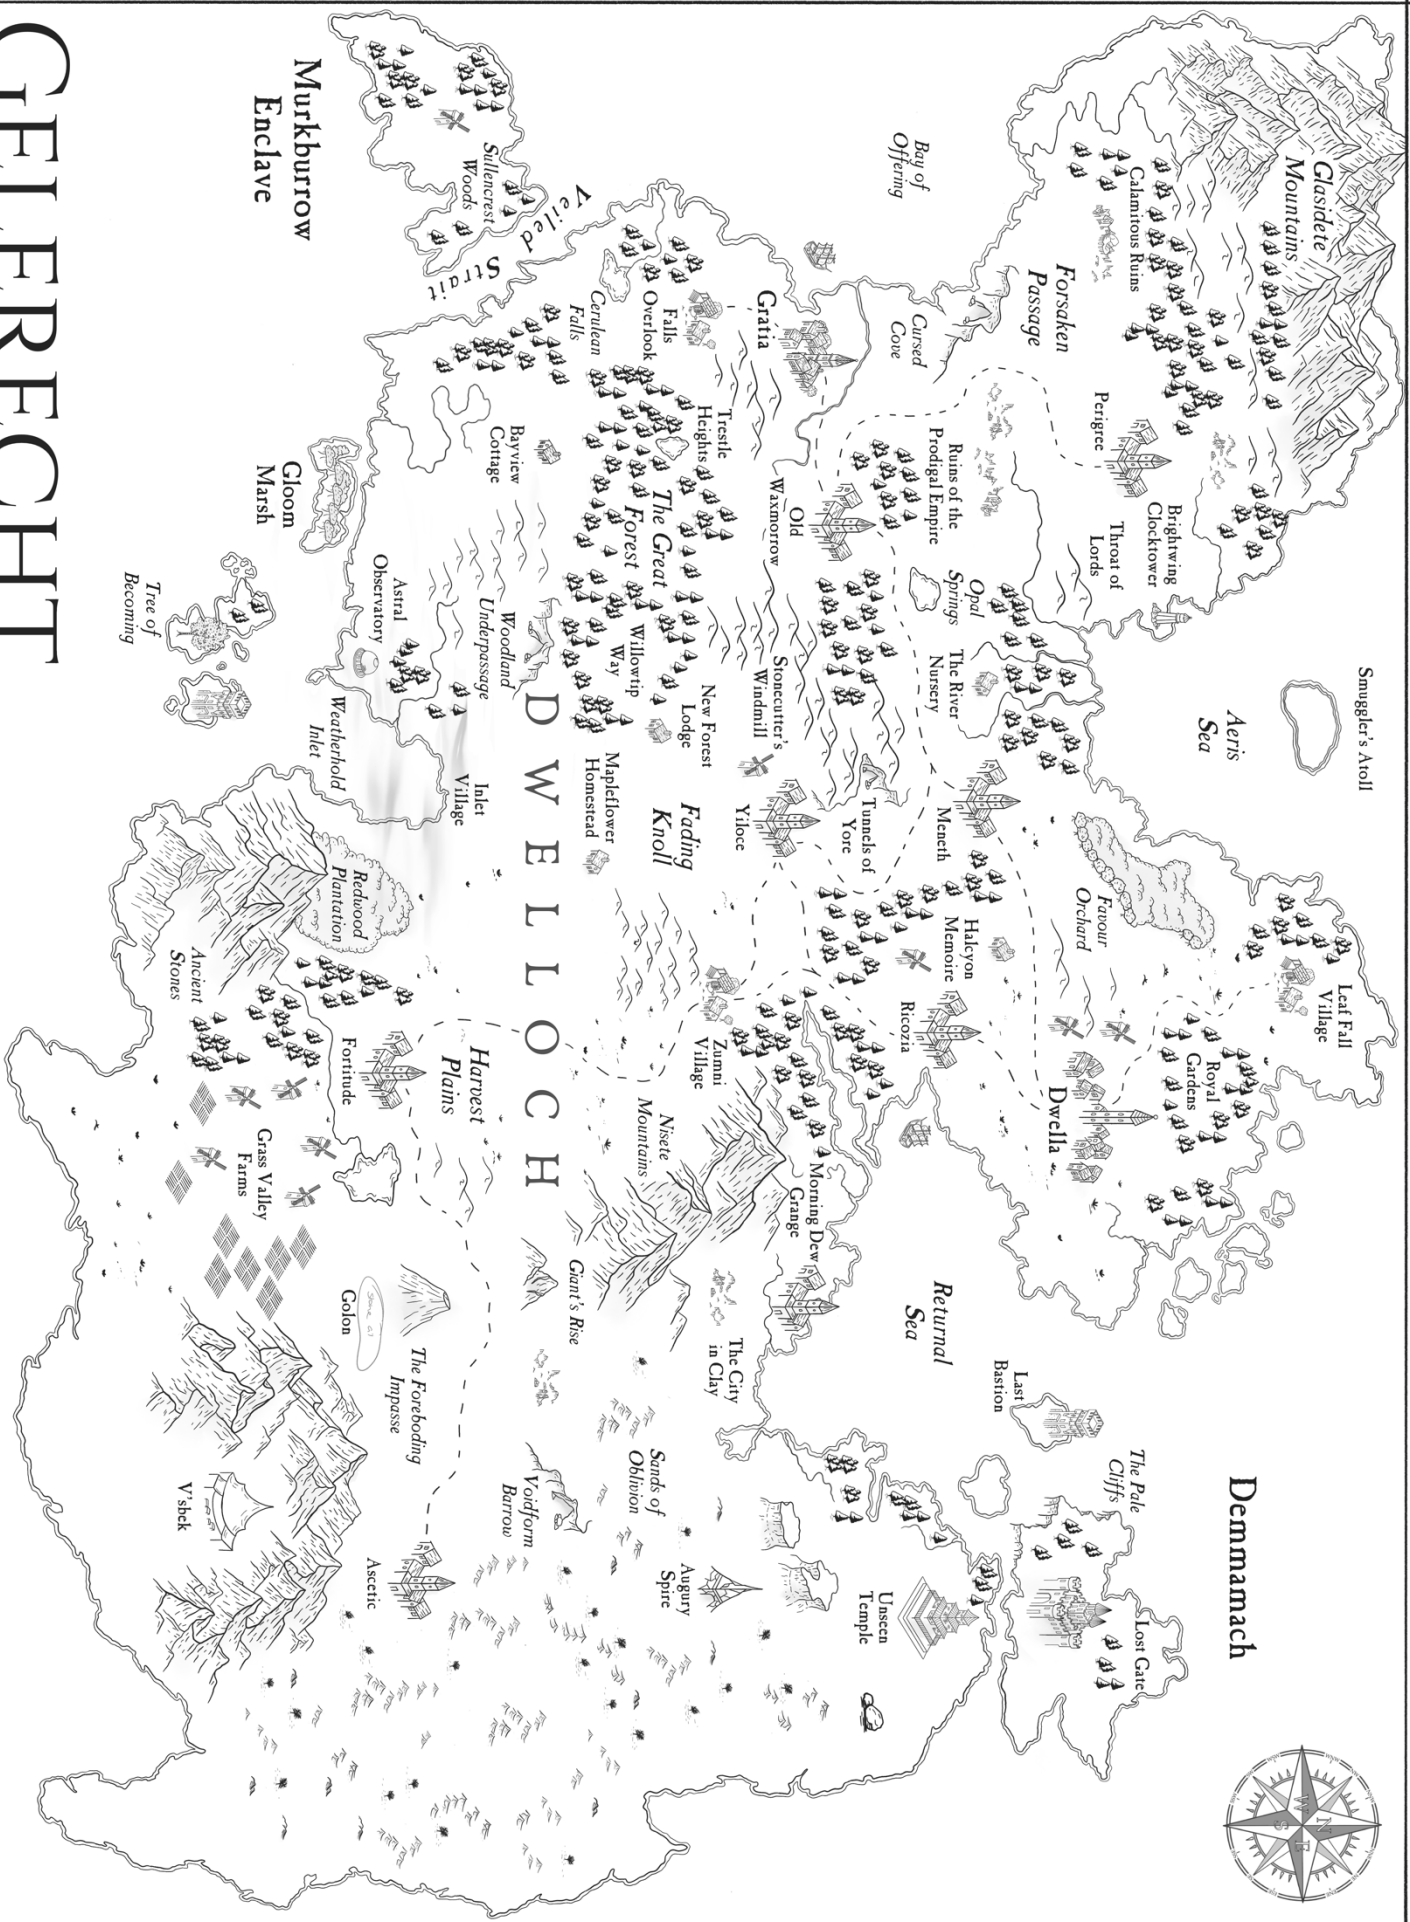 GELERECHT
Murkburrow
Enclave
Sullencrest
Woods
Veiled
Strait
Glasidete
Mountains
Calamitous Ruins
Forsaken
Passage
Bay of
Offering
Cursed
Cove
Gratia
Falls
Overlook
Cerulean
Falls
Perigree
Brightwing
Clocktower
Throat of
Lords
Ruins of the
Prodigal Empire
Old
Waxmorrow
Trestle
Heights
The Great
Forest
Bayview
Cottage
Gloom
Marsh
Smuggler's Atoll
Aeris
Sea
Opal
Springs
The River
Nursery
Stonecutter's
Windmill
New Forest
Lodge
Willowtip
Way
Woodland
Underpassage
Astral
Observatory
Tree of
Becoming
Weatherhold
Inlet
Inlet
Village
Meneth
Tunnels of
Yore
Yiloce
Fading
Knoll
Mapleflower
Homestead
DWELLOCH
Favour
Orchard
Halcyon
Memoire
Leaf Fall
Village
Royal
Gardens
Ricozia
Dwella
Redwood
Plantation
Ancient
Stones
Zumni
Village
Nisete
Mountains
Morning Dew
Grange
Harvest
Plains
Fortitude
Grass Valley
Farms
Returnal
Sea
Giant's Rise
The City
in Clay
Golon
The Foreboding
Impasse
Last
Bastion
The Pale
Cliffs
Demmamach
Lost Gate
Sands of
Oblivion
Voidform
Barrow
V'shek
Ascetic
Augury
Spire
Unseen
Temple
N
E
S
W